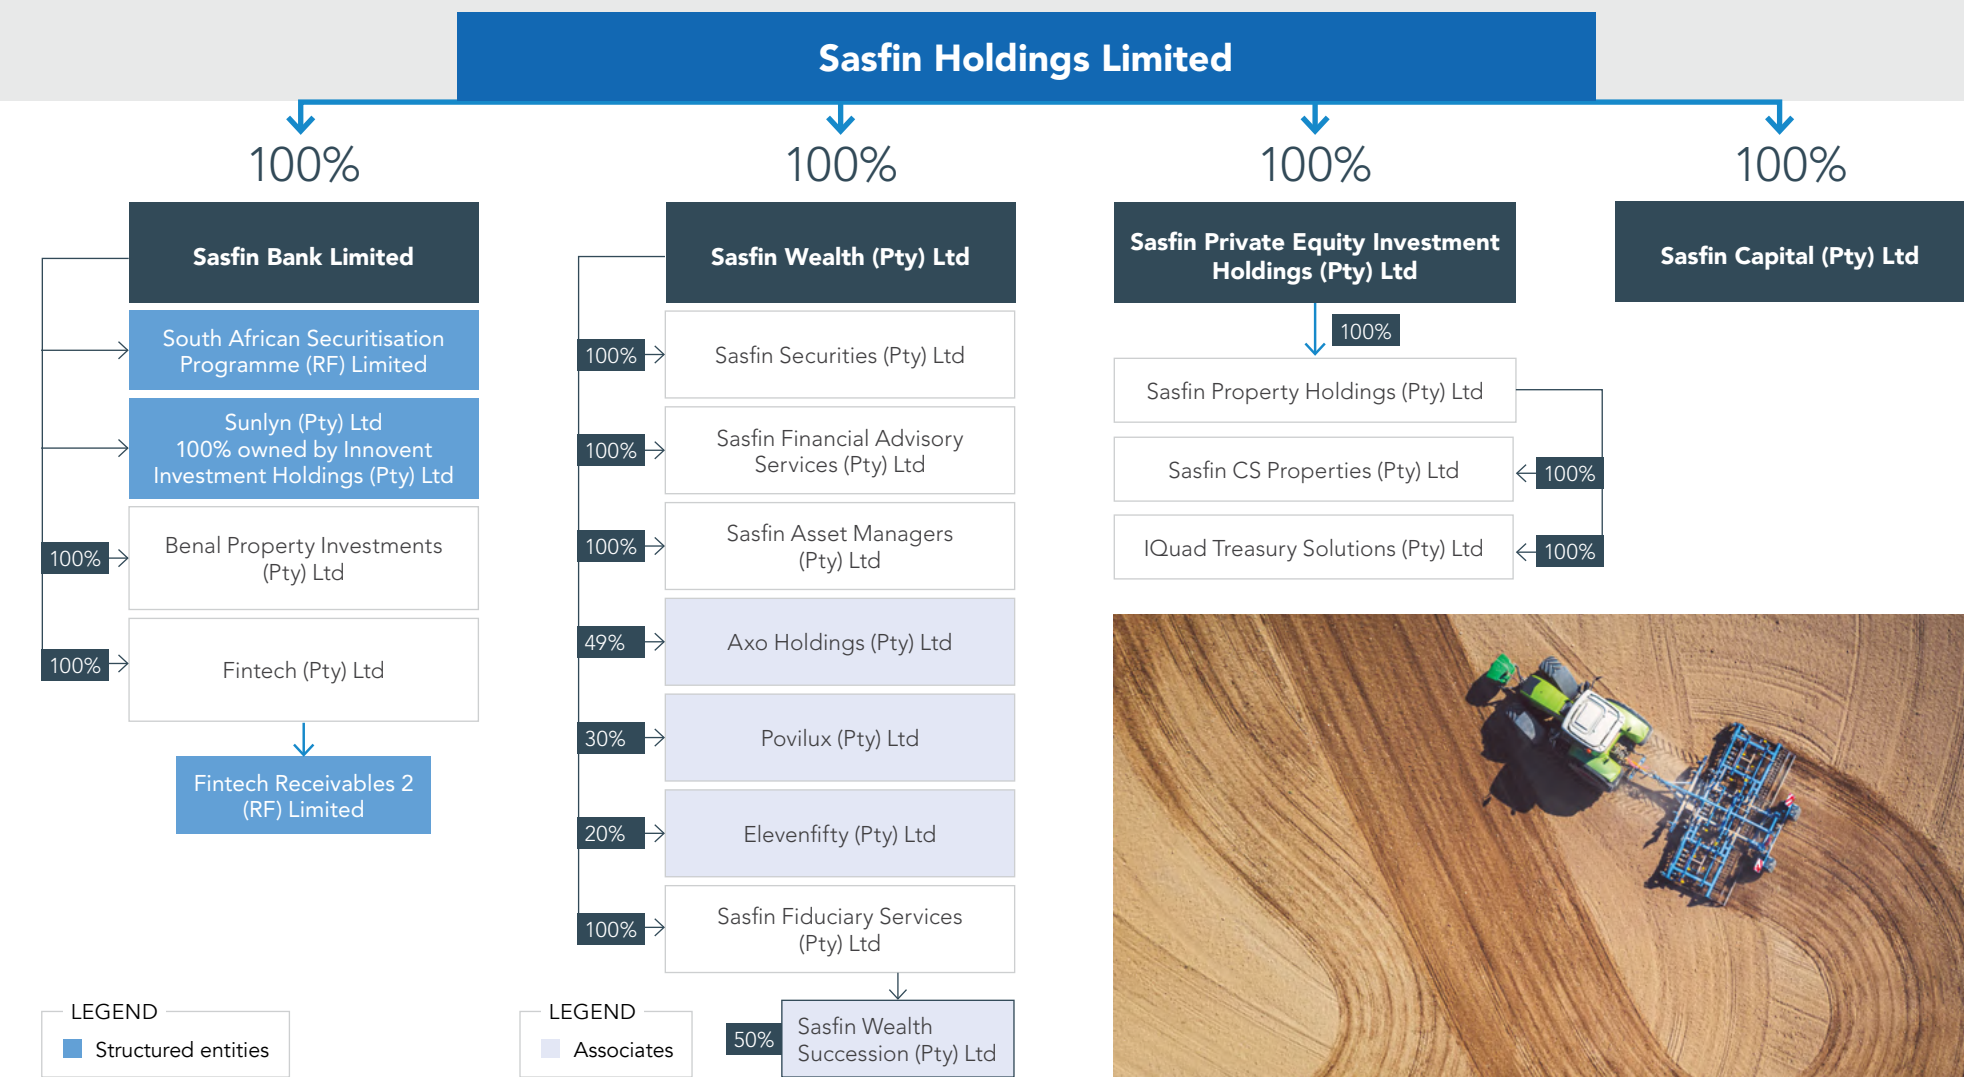 Sasfin Holdings Limited
100%
100%
100%
100%
Sasfin Bank Limited
South African Securitisation
Programme (RF) Limited
Sunlyn (Pty) Ltd
100% owned by Innovent
Investment Holdings (Pty) Ltd
100%
Benal Property Investments
(Pty) Ltd
100%
Fintech (Pty) Ltd
Fintech Receivables 2
(RF) Limited
LEGEND
Structured entities
Sasfin Wealth (Pty) Ltd
100%
Sasfin Securities (Pty) Ltd
100%
Sasfin Financial Advisory
Services (Pty) Ltd
100%
Sasfin Asset Managers
(Pty) Ltd
49%
Axo Holdings (Pty) Ltd
30%
Povilux (Pty) Ltd
20%
Elevenfifty (Pty) Ltd
100%
Sasfin Fiduciary Services
(Pty) Ltd
50%
Sasfin Wealth
Succession (Pty) Ltd
LEGEND
Associates
Sasfin Private Equity Investment
Holdings (Pty) Ltd
100%
Sasfin Property Holdings (Pty) Ltd
Sasfin CS Properties (Pty) Ltd
100%
IQuad Treasury Solutions (Pty) Ltd
100%
Sasfin Capital (Pty) Ltd